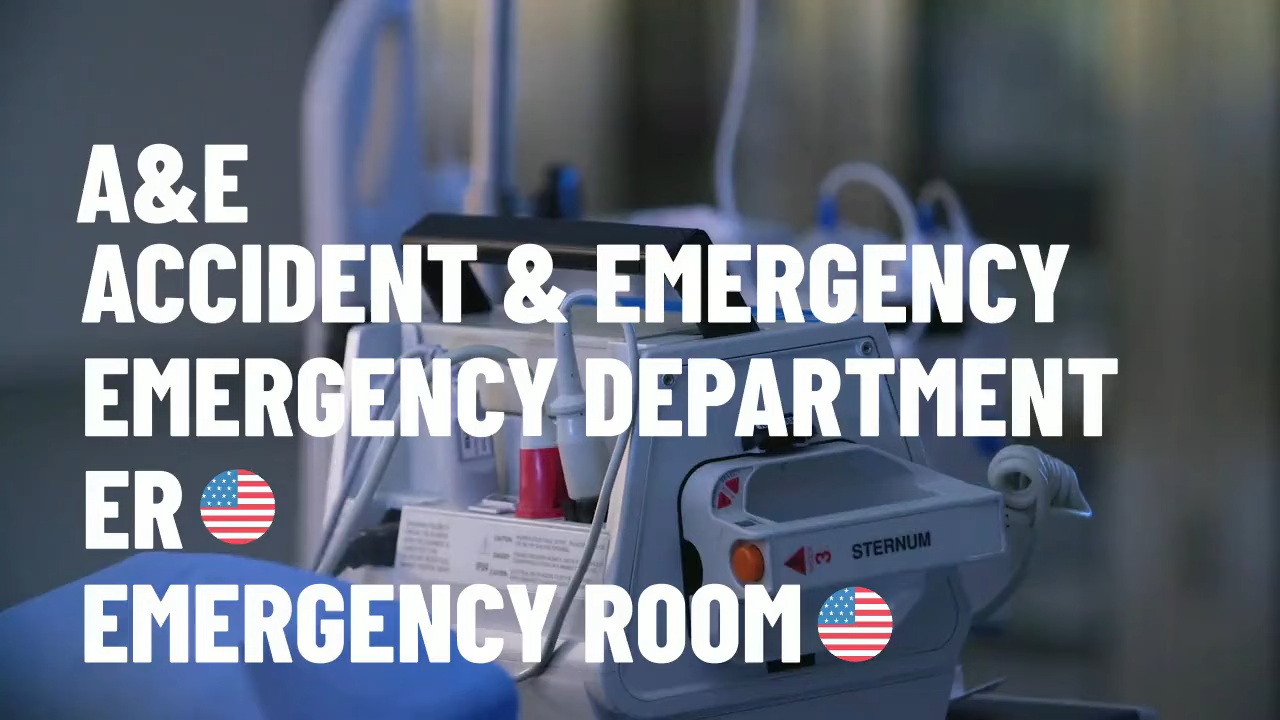 A&E
ACCIDENT & EMERGENCY
EMERGENCY DEPARTMENT
ER
EMERGENCY ROOM
STERNUM
3